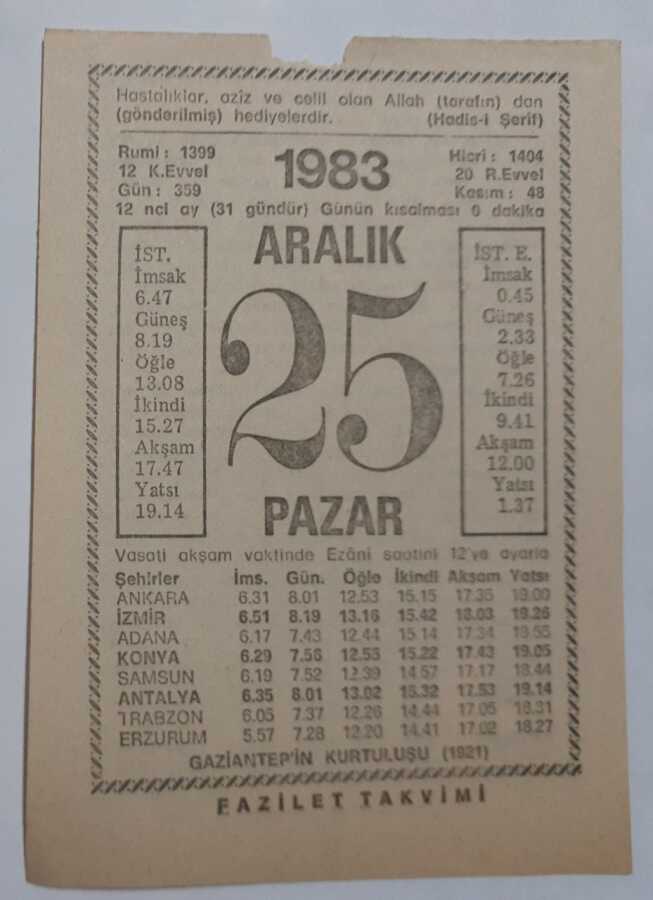 Hastalıklar, azîz ve celîl olan Allah (tarafın) dan
(gönderilmiş) hediyelerdir. (Hadis-i Şerif)
Rumi : 1399
12 K.Evvel
Gün : 359
1983
Hicri : 1404
20 R.Evvel
Kasım : 48
12 nci ay (31 gündür) Günün kısalması 0 dakika
İST.
İmsak
6.47
Güneş
8.19
Öğle
13.08
İkindi
15.27
Akşam
17.47
Yatsı
19.14
ARALIK
25
PAZAR
İST. E.
İmsak
0.45
Güneş
2.33
Öğle
7.26
İkindi
9.41
Akşam
12.00
Yatsı
1.37
Vasati akşam vaktinde Ezâni saatini 12'ye ayarla
Şehirler İms. Gün. Öğle İkindi Akşam Yatsı
ANKARA 6.31 8.01 12.53 15.15 17.35 19.00
İZMİR 6.51 8.19 13.16 15.42 18.03 19.26
ADANA 6.17 7.43 12.44 15.14 17.34
KONYA 6.29 7.56 12.55 15.22 17.43 19.05
SAMSUN 6.19 7.52 12.39 14.57 17.17 18.44
ANTALYA 6.35 8.01 13.02 15.32 17.53 19.14
TRABZON 6.05 7.37 12.26 14.44 17.05 18.31
ERZURUM 5.57 7.28 12.20 14.41 17.02 18.27
GAZİANTEP'İN KURTULUŞU (1921)
FAZİLET TAKVİMİ